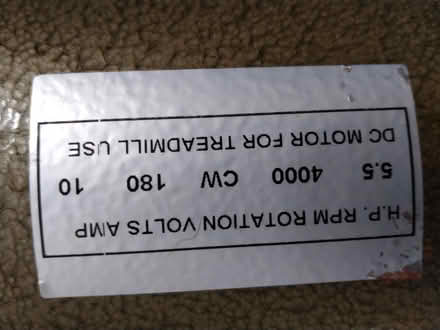 H.P. RPM ROTATION VOLTS AMP
5.5 4000 CW 180 10
DC MOTOR FOR TREADMILL USE